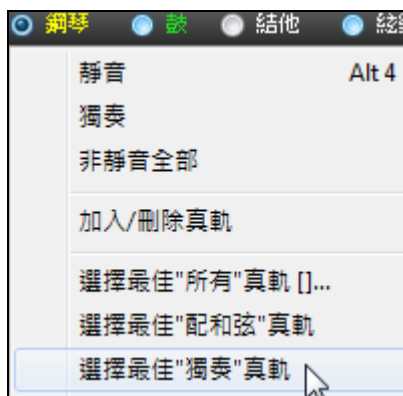 鋼琴 鼓 結他
靜音 Alt 4
獨奏
非靜音全部
加入/刪除真軌
選擇最佳"所有"真軌 []...
選擇最佳"配和弦"真軌
選擇最佳"獨奏"真軌